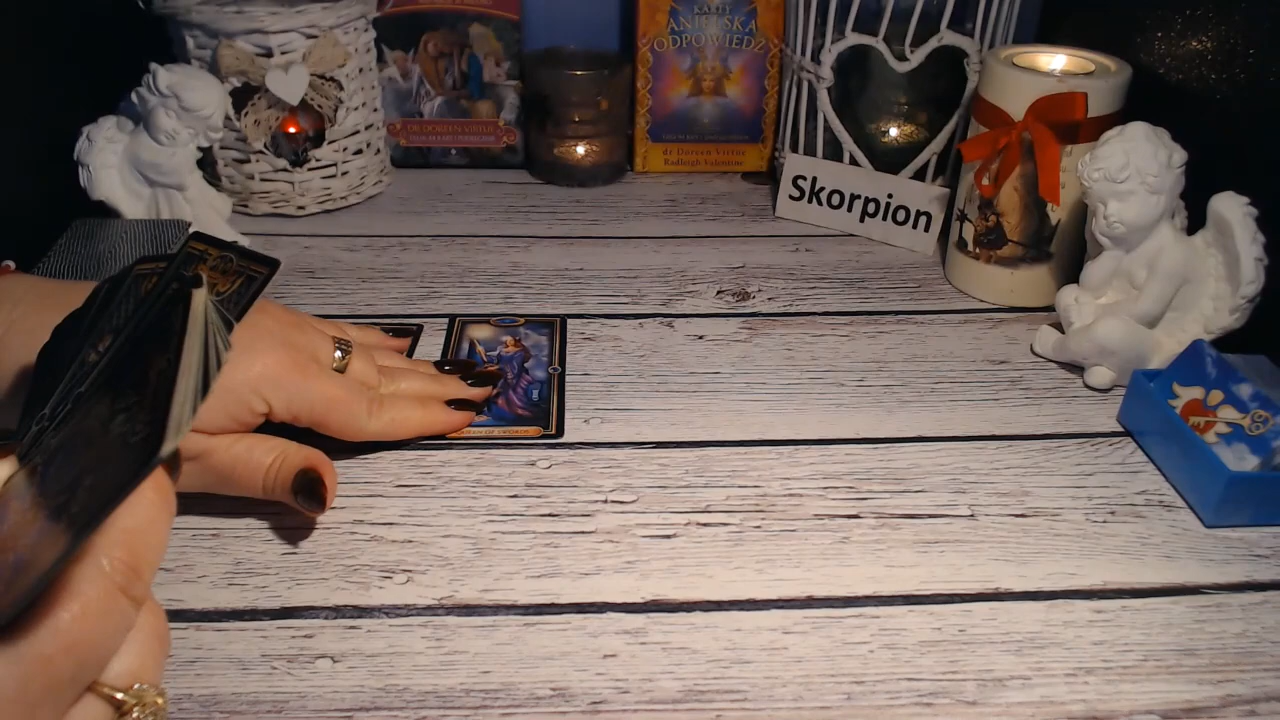 DR DOREEN VIRTUE
KARTY
ANIELSKA
ODPOWIEDŹ
dr Doreen Virtue
Radleigh Valentine
Skorpion
QUEEN OF SWORDS